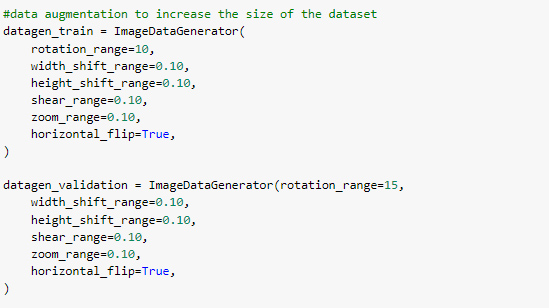 #data augmentation to increase the size of the dataset
datagen_train = ImageDataGenerator(
    rotation_range=10,
    width_shift_range=0.10,
    height_shift_range=0.10,
    shear_range=0.10,
    zoom_range=0.10,
    horizontal_flip=True,
)
datagen_validation = ImageDataGenerator(rotation_range=15,
    width_shift_range=0.10,
    height_shift_range=0.10,
    shear_range=0.10,
    zoom_range=0.10,
    horizontal_flip=True,
)